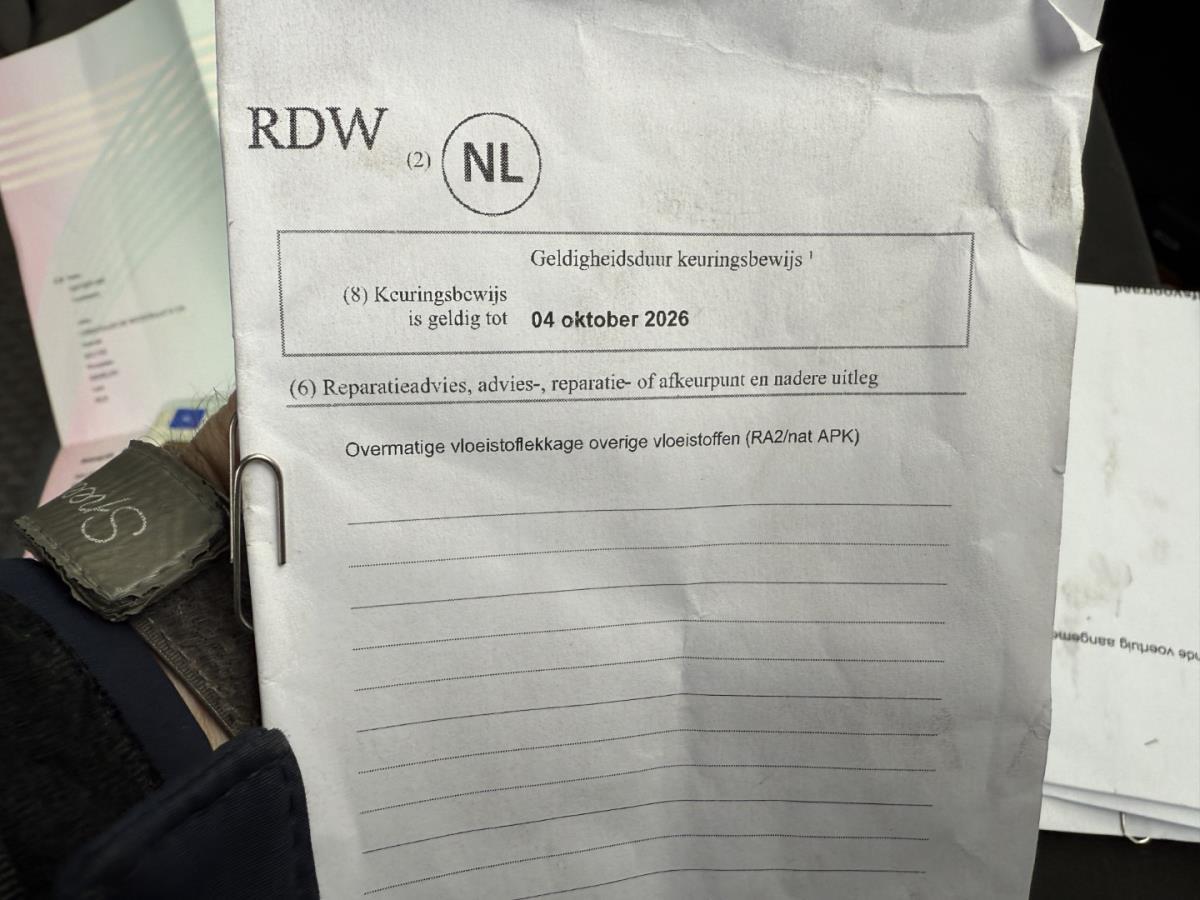 RDW
(2) NL
Geldigheidsduur keuringsbewijs ¹
(8) Keuringsbewijs
is geldig tot 04 oktober 2026
(6) Reparatieadvies, advies-, reparatie- of afkeurpunt en nadere uitleg
Overmatige vloeistoflekkage overige vloeistoffen (RA2/nat APK)
voertuig